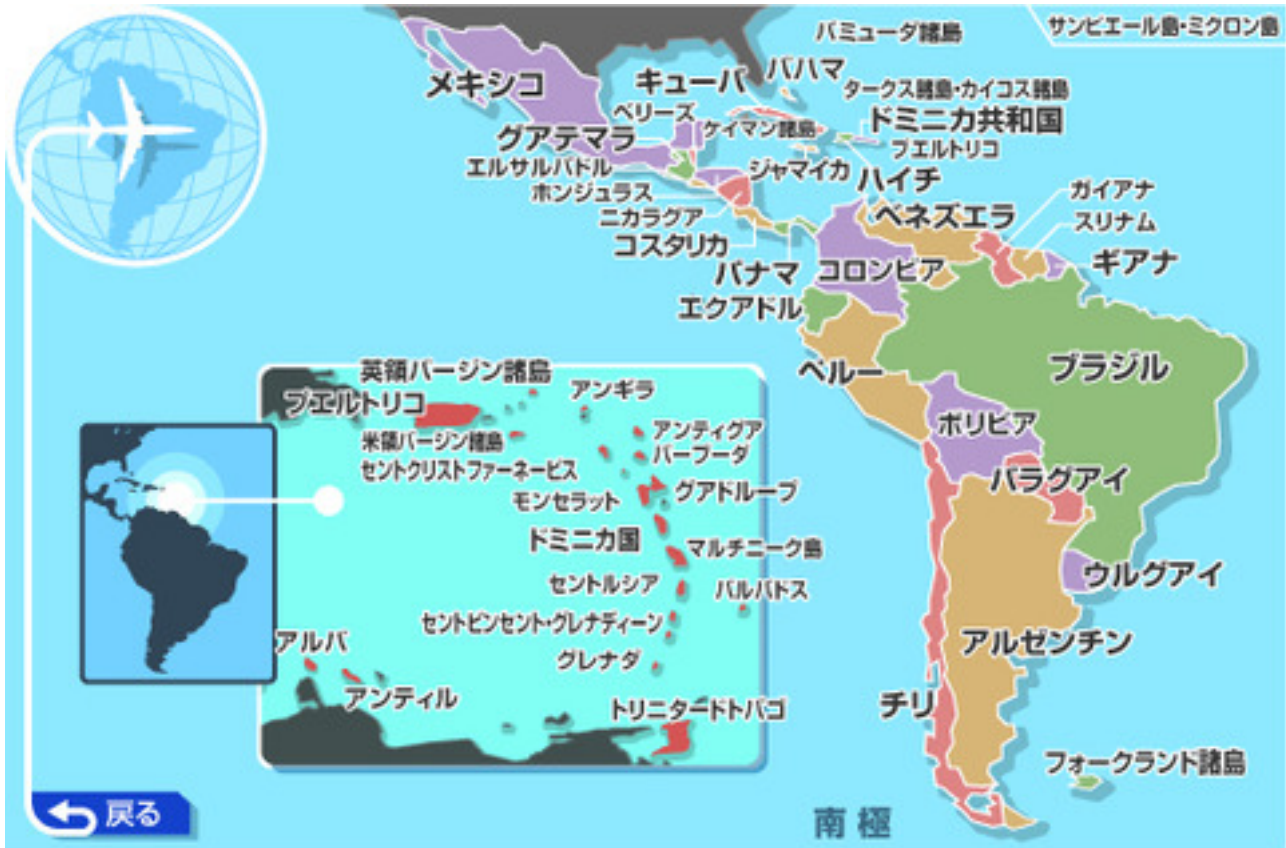 サンピエール島・ミクロン島
バミューダ諸島
メキシコ
キューバ
バハマ
タークス諸島・カイコス諸島
ベリーズ
ケイマン諸島
ドミニカ共和国
グアテマラ
プエルトリコ
エルサルバドル
ジャマイカ
ハイチ
ホンジュラス
ガイアナ
ニカラグア
ベネズエラ
スリナム
コスタリカ
ギアナ
パナマ
コロンビア
エクアドル
ペルー
ブラジル
ボリビア
パラグアイ
ウルグアイ
アルゼンチン
チリ
フォークランド諸島
南極
英領バージン諸島
アンギラ
プエルトリコ
米領バージン諸島
アンティグア
バーブーダ
セントクリストファーネービス
モンセラット
グアドループ
ドミニカ国
マルチニーク島
セントルシア
バルバドス
セントビンセント・グレナディーン
グレナダ
アルバ
アンティル
トリニタードトバゴ
戻る